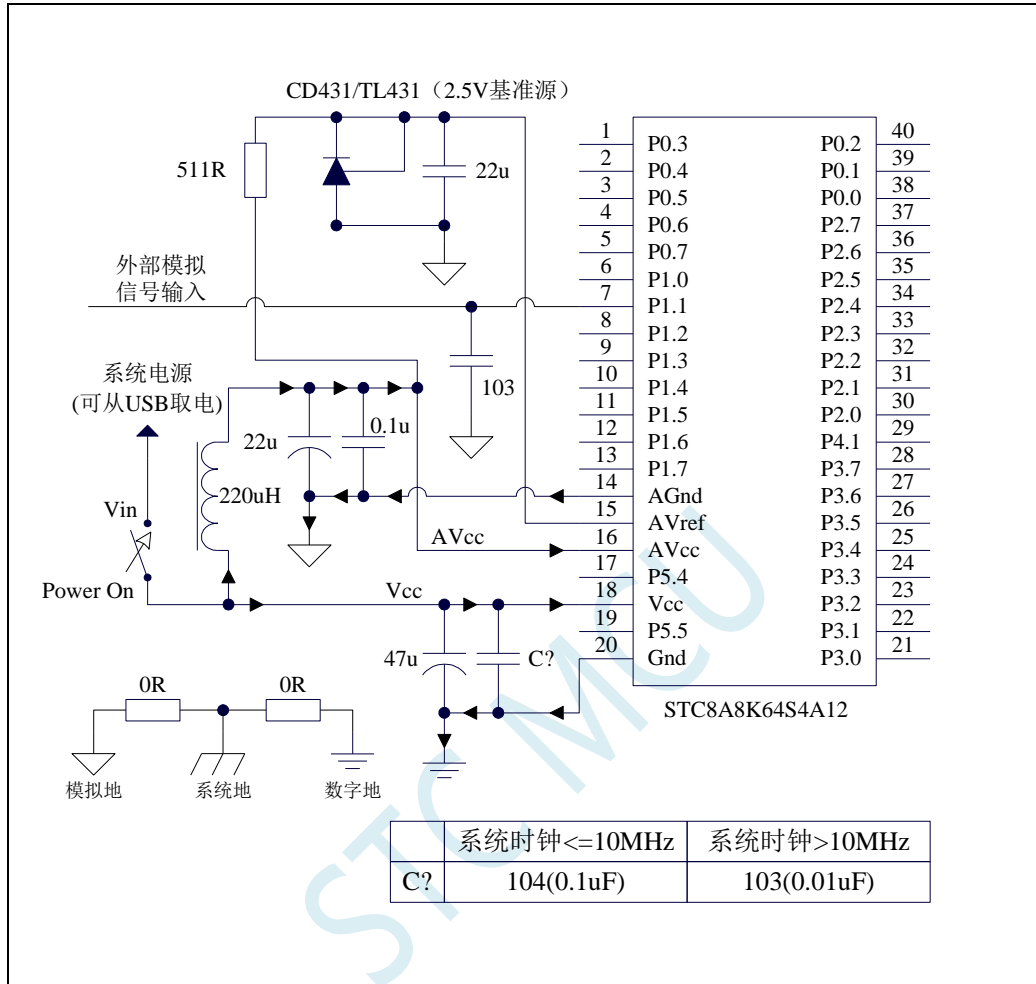 CD431/TL431（2.5V基准源）
511R
22u
外部模拟
信号输入
103
系统电源
(可从USB取电)
22u
0.1u
220uH
Vin
Power On
AVcc
Vcc
47u
C?
1 P0.3 P0.2 40
2 P0.4 P0.1 39
3 P0.5 P0.0 38
4 P0.6 P2.7 37
5 P0.7 P2.6 36
6 P1.0 P2.5 35
7 P1.1 P2.4 34
8 P1.2 P2.3 33
9 P1.3 P2.2 32
10 P1.4 P2.1 31
11 P1.5 P2.0 30
12 P1.6 P4.1 29
13 P1.7 P3.7 28
14 AGnd P3.6 27
15 AVref P3.5 26
16 AVcc P3.4 25
17 P5.4 P3.3 24
18 Vcc P3.2 23
19 P5.5 P3.1 22
20 Gnd P3.0 21
STC8A8K64S4A12
0R 0R
模拟地 系统地 数字地
系统时钟<=10MHz 系统时钟>10MHz
C? 104(0.1uF) 103(0.01uF)
STC MCU